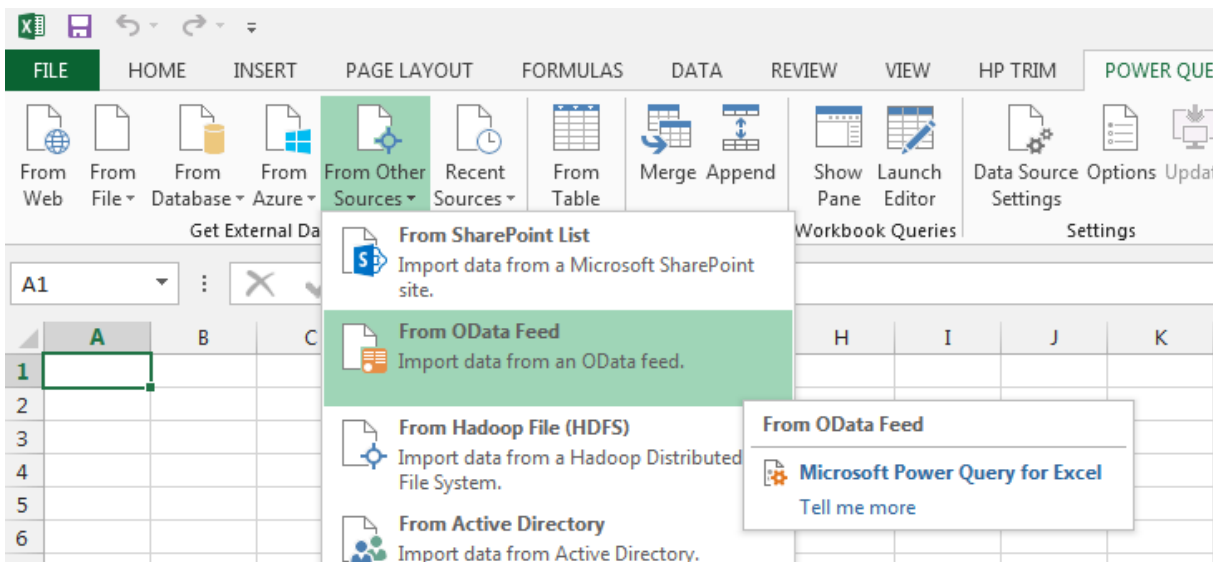 FILE HOME INSERT PAGE LAYOUT FORMULAS DATA REVIEW VIEW HP TRIM POWER QUE
From Web
From File
From Database
From Azure
From Other Sources
Recent Sources
From Table
Merge
Append
Show Pane
Launch Editor
Data Source Settings
Options
Updat
Get External Da
Workbook Queries
Settings
A1
A B C H I J K
1
2
3
4
5
6
From SharePoint List
Import data from a Microsoft SharePoint
site.
From OData Feed
Import data from an OData feed.
From Hadoop File (HDFS)
Import data from a Hadoop Distributed
File System.
From Active Directory
Import data from Active Directory.
From OData Feed
Microsoft Power Query for Excel
Tell me more